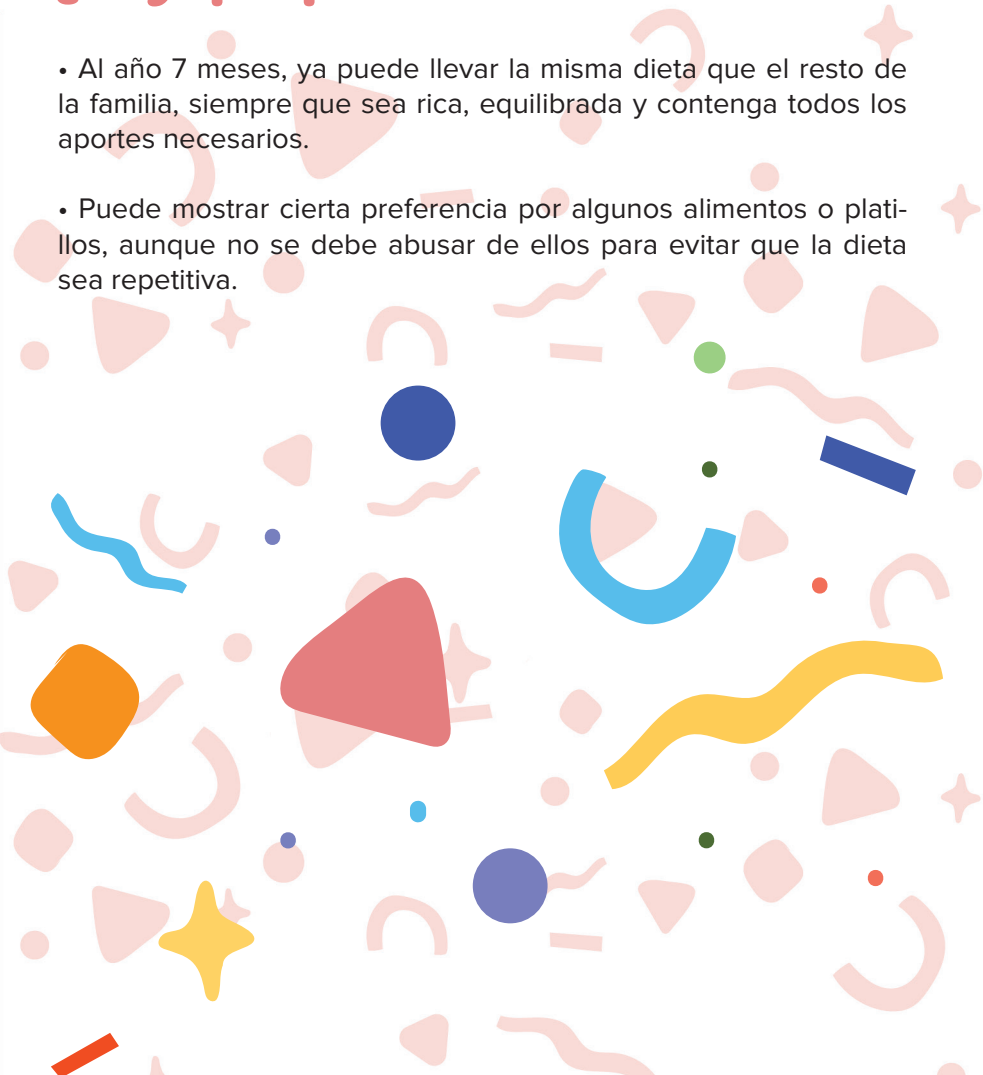 • Al año 7 meses, ya puede llevar la misma dieta que el resto de
la familia, siempre que sea rica, equilibrada y contenga todos los
aportes necesarios.
• Puede mostrar cierta preferencia por algunos alimentos o plati-
llos, aunque no se debe abusar de ellos para evitar que la dieta
sea repetitiva.